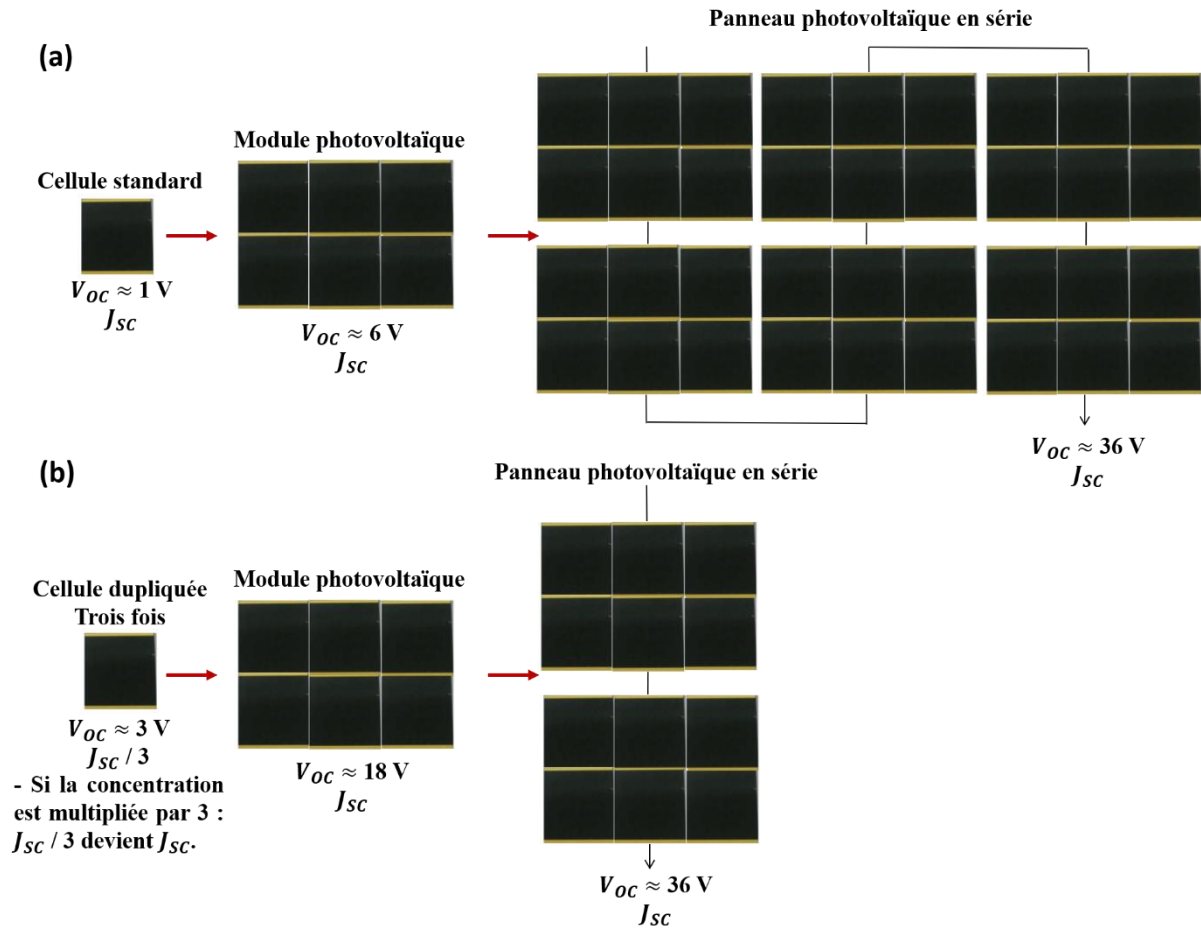 Panneau photovoltaïque en série
(a)
Module photovoltaïque
Cellule standard
V_OC ≈ 1 V
J_SC
V_OC ≈ 6 V
J_SC
V_OC ≈ 36 V
J_SC
(b)
Panneau photovoltaïque en série
Cellule dupliquée
Trois fois
Module photovoltaïque
V_OC ≈ 3 V
J_SC / 3
- Si la concentration
est multipliée par 3 :
J_SC / 3 devient J_SC.
V_OC ≈ 18 V
J_SC
V_OC ≈ 36 V
J_SC